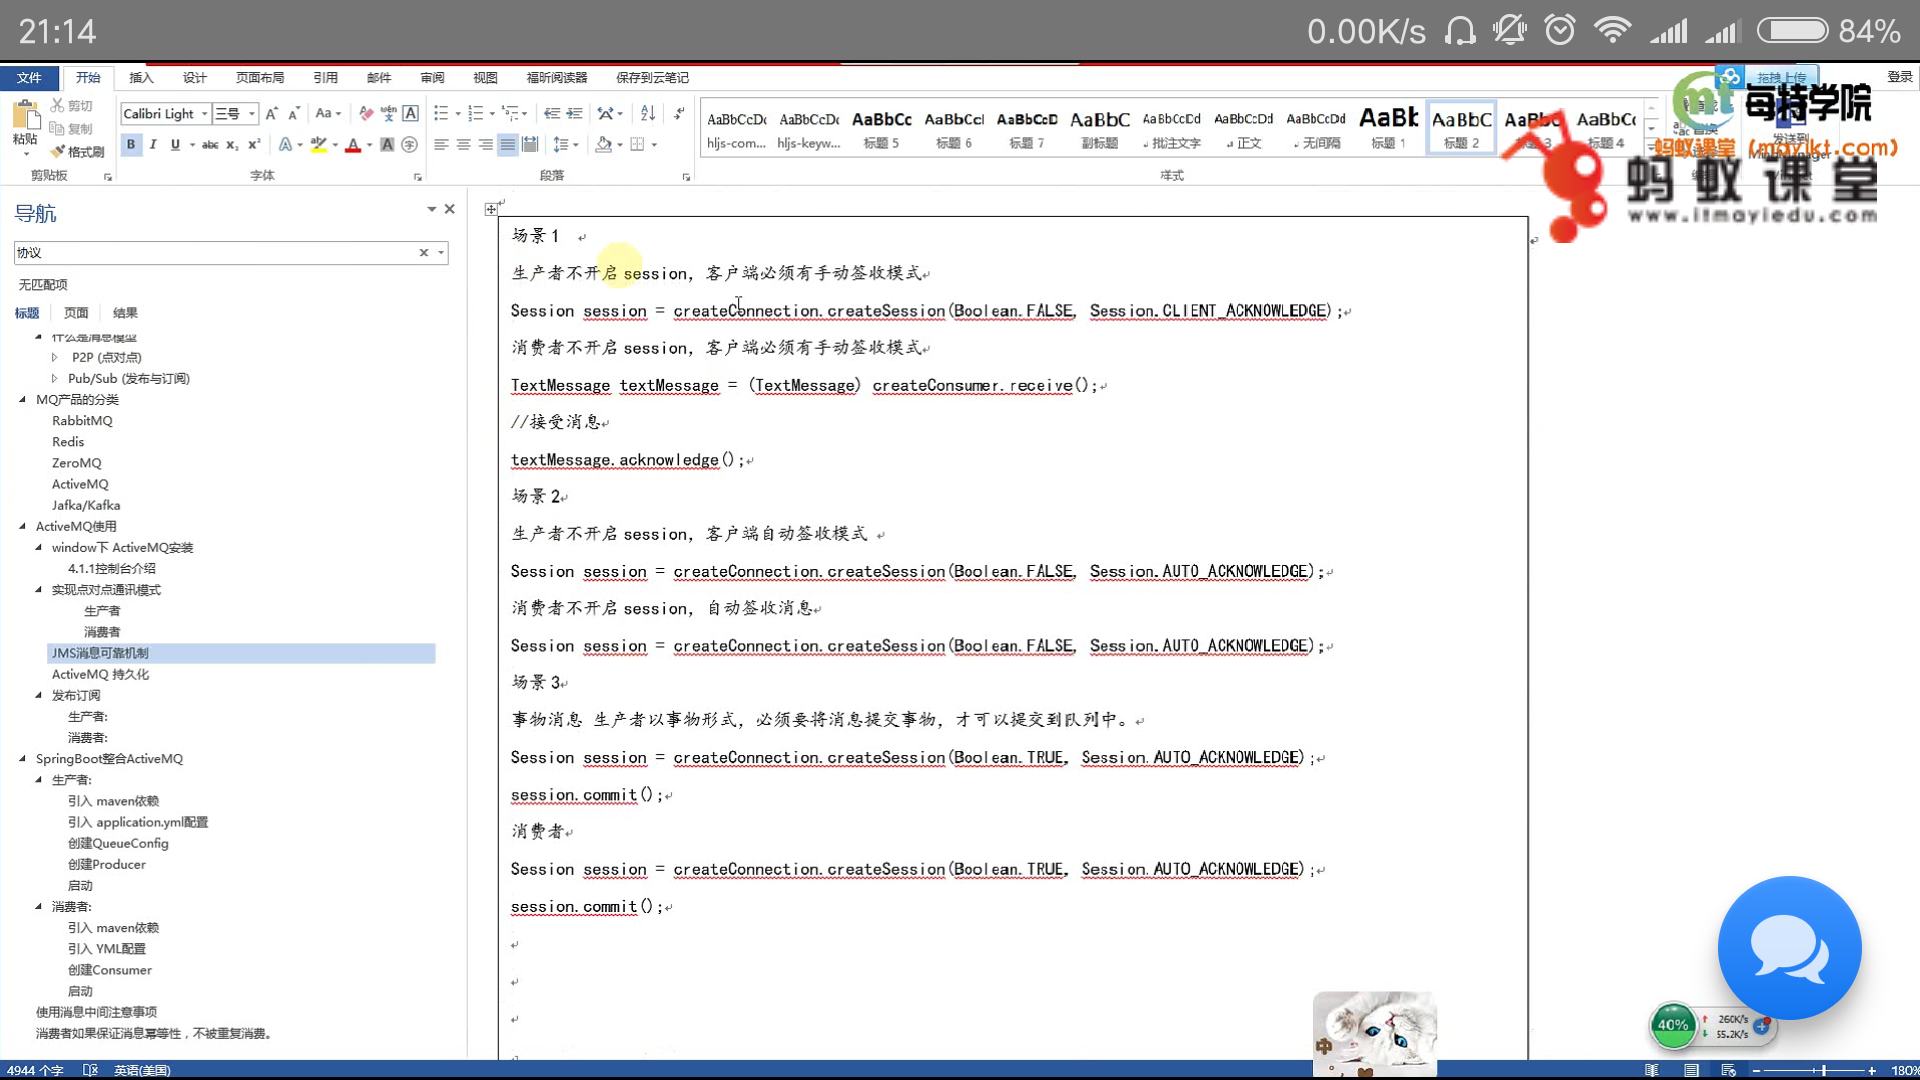 21:14
0.00K/s
84%
文件 开始 插入 设计 页面布局 引用 邮件 审阅 视图 福昕阅读器 保存到云笔记
拖拽上传
登录
每特学院
蚂蚁课堂(mayikt.com)
蚂蚁课堂
www.itmayiedu.com
粘贴
剪切
复制
格式刷
Calibri Light 三号
剪贴板 字体 段落 样式
AaBbCcDc AaBbCcDc AaBbCc AaBbCcI AaBbCcD AaBbC AaBbCcDd AaBbCcDd AaBbCcDd AaBb AaBbC AaBbCc
hljs-com... hljs-keyw... 标题 5 标题 6 标题 7 副标题 批注文字 正文 无间隔 标题 1 标题 2 标题 4
导航
协议
无匹配项
标题 页面 结果
什么是消息模型
P2P (点对点)
Pub/Sub (发布与订阅)
MQ产品的分类
RabbitMQ
Redis
ZeroMQ
ActiveMQ
Jafka/Kafka
ActiveMQ使用
window下 ActiveMQ安装
4.1.1控制台介绍
实现点对点通讯模式
生产者
消费者
JMS消息可靠机制
ActiveMQ 持久化
发布订阅
生产者:
消费者:
SpringBoot整合ActiveMQ
生产者:
引入 maven依赖
引入 application.yml配置
创建QueueConfig
创建Producer
启动
消费者:
引入 maven依赖
引入 YML配置
创建Consumer
启动
使用消息中间注意事项
消费者如果保证消息幂等性，不被重复消费。
场景 1
生产者不开启 session，客户端必须有手动签收模式
Session session = createConnection.createSession(Boolean.FALSE, Session.CLIENT_ACKNOWLEDGE);
消费者不开启 session，客户端必须有手动签收模式
TextMessage textMessage = (TextMessage) createConsumer.receive();
//接受消息
textMessage.acknowledge();
场景 2
生产者不开启 session，客户端自动签收模式
Session session = createConnection.createSession(Boolean.FALSE, Session.AUTO_ACKNOWLEDGE);
消费者不开启 session，自动签收消息
Session session = createConnection.createSession(Boolean.FALSE, Session.AUTO_ACKNOWLEDGE);
场景 3
事物消息 生产者以事物形式，必须要将消息提交事物，才可以提交到队列中。
Session session = createConnection.createSession(Boolean.TRUE, Session.AUTO_ACKNOWLEDGE);
session.commit();
消费者
Session session = createConnection.createSession(Boolean.TRUE, Session.AUTO_ACKNOWLEDGE);
session.commit();
中
40%
260K/s
55.2K/s
4944 个字 英语(美国)
180%